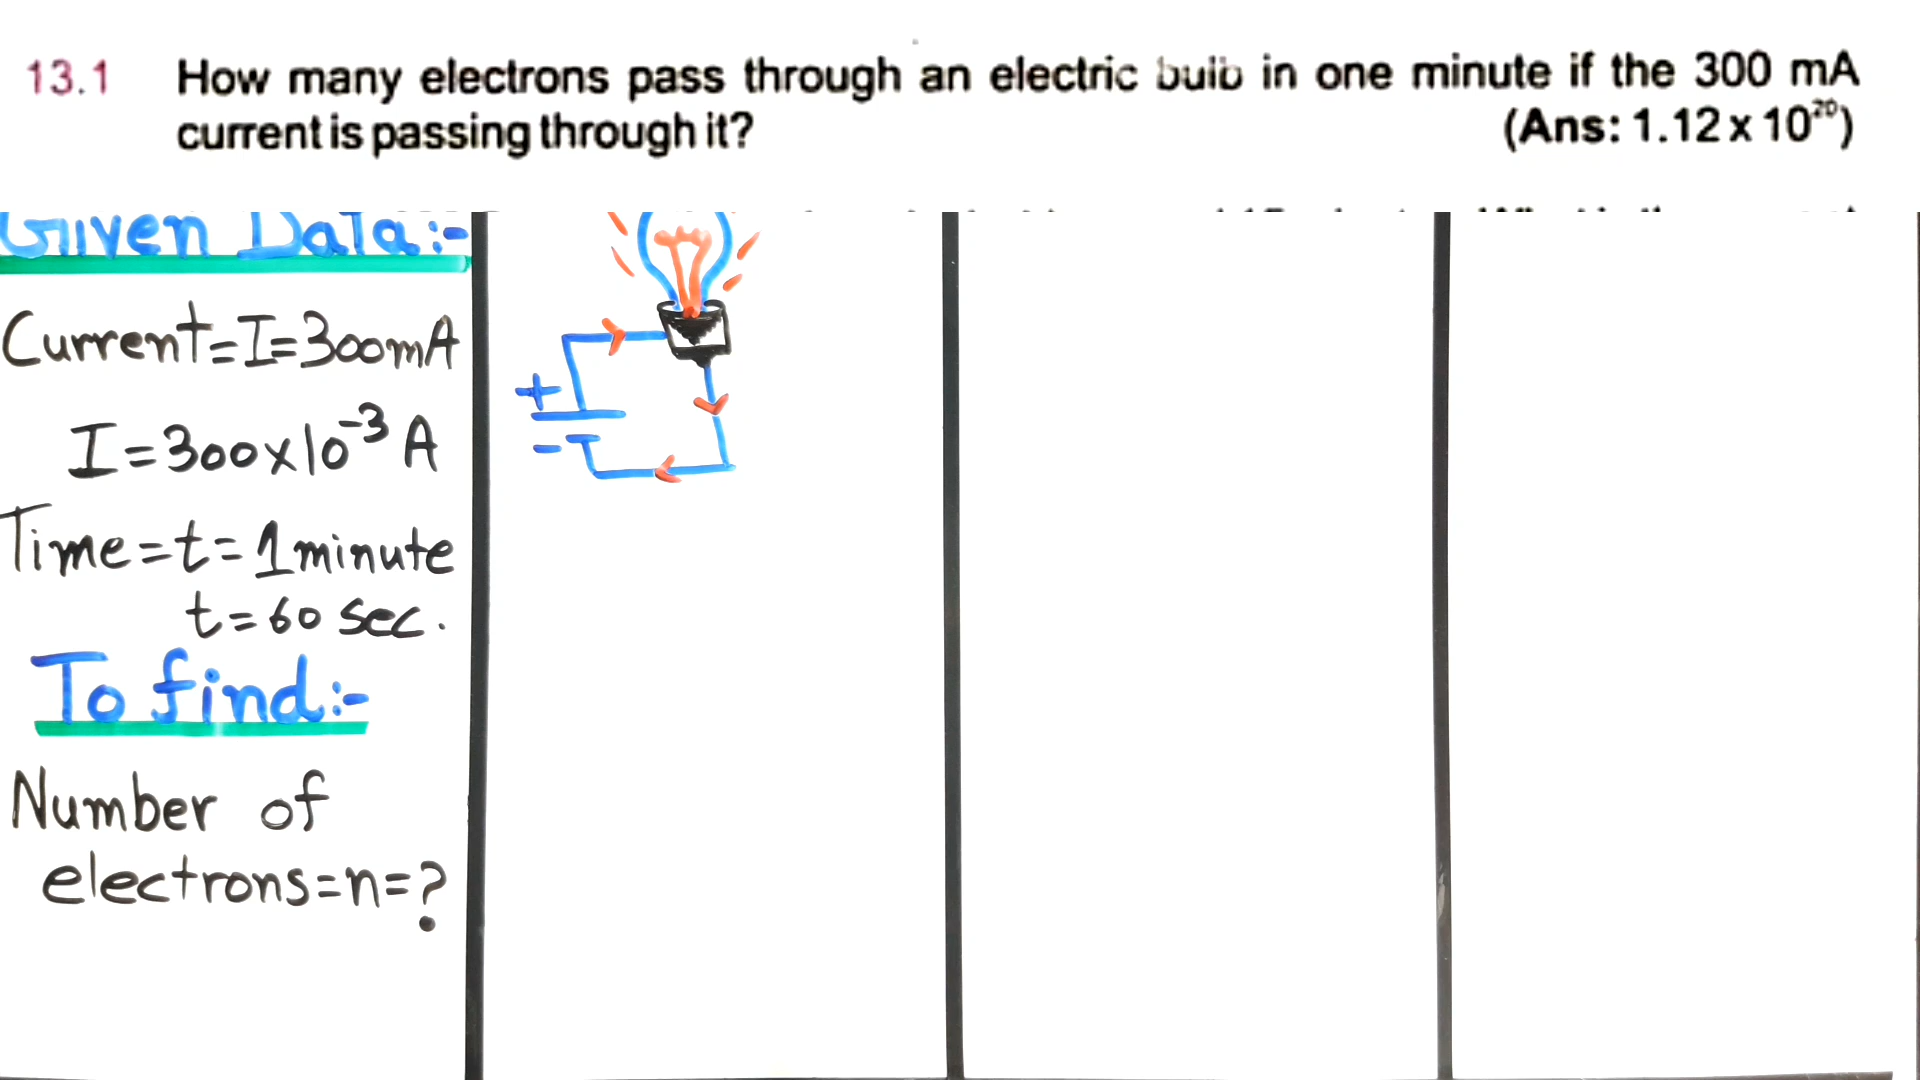 13.1 How many electrons pass through an electric bulb in one minute if the 300 mA
current is passing through it? (Ans: 1.12 x 10²⁰)
Given Data:-
Current=I=300mA
I=300x10⁻³ A
Time=t=1minute
t=60 sec.
To find:-
Number of
electrons=n=?
+
-